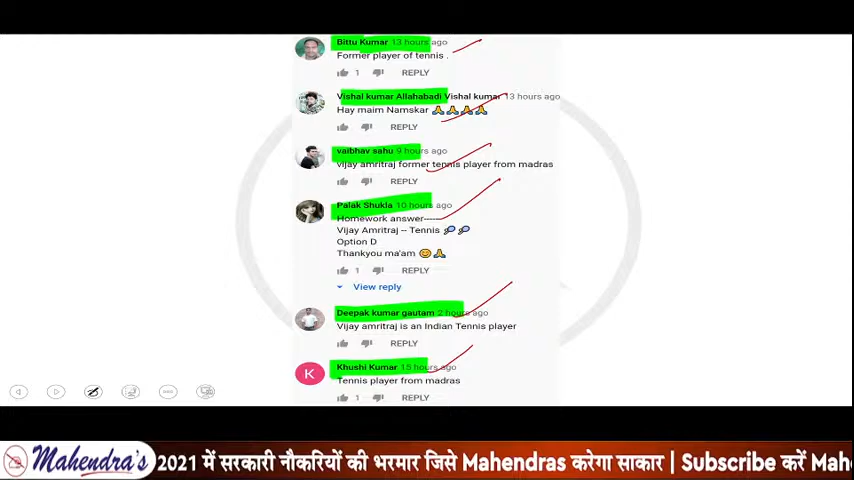 Bittu Kumar 13 hours ago
Former player of tennis .
1 REPLY
Vishal kumar Allahabadi Vishal kumar 13 hours ago
Hay maim Namskar 🙏🙏🙏🙏
REPLY
vaibhav sahu 9 hours ago
vijay amritraj former tennis player from madras
REPLY
Palak Shukla 10 hours ago
Homework answer-----
Vijay Amritraj -- Tennis 🎾🎾
Option D
Thankyou ma'am 😊🙏
1 REPLY
View reply
Deepak kumar gautam 2 hours ago
Vijay amritraj is an Indian Tennis player
REPLY
K
Khushi Kumar 15 hours ago
Tennis player from madras
1 REPLY
Mahendra's 2021 में सरकारी नौकरियों की भरमार जिसे Mahendras करेगा साकार | Subscribe करें Mahe